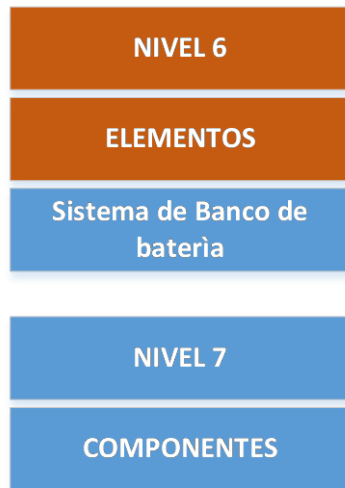 NIVEL 6
ELEMENTOS
Sistema de Banco de
baterìa
NIVEL 7
COMPONENTES